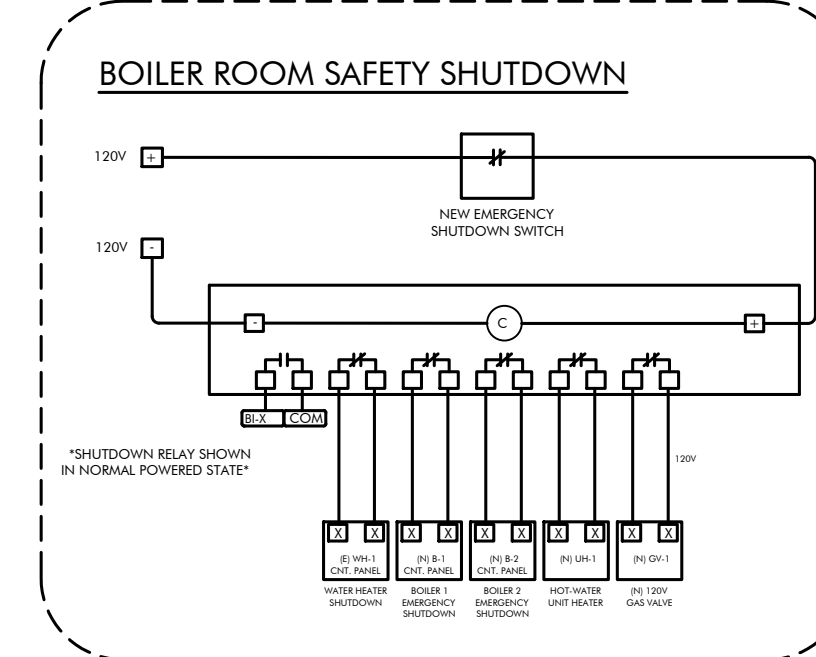 BOILER ROOM SAFETY SHUTDOWN
120V +
NEW EMERGENCY
SHUTDOWN SWITCH
120V -
- C +
BI-X COM
*SHUTDOWN RELAY SHOWN
IN NORMAL POWERED STATE*
120V
X X X X X X X X X X
(E) WH-1 (N) B-1 (N) B-2 (N) UH-1 (N) GV-1
CNT. PANEL CNT. PANEL CNT. PANEL
WATER HEATER BOILER 1 BOILER 2 HOT-WATER (N) 120V
SHUTDOWN EMERGENCY EMERGENCY UNIT HEATER GAS VALVE
SHUTDOWN SHUTDOWN